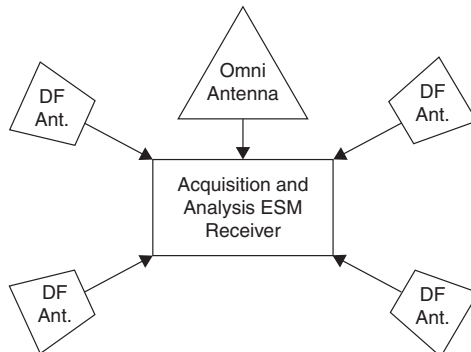 Omni
Antenna
DF
Ant.
DF
Ant.
Acquisition and
Analysis ESM
Receiver
DF
Ant.
DF
Ant.